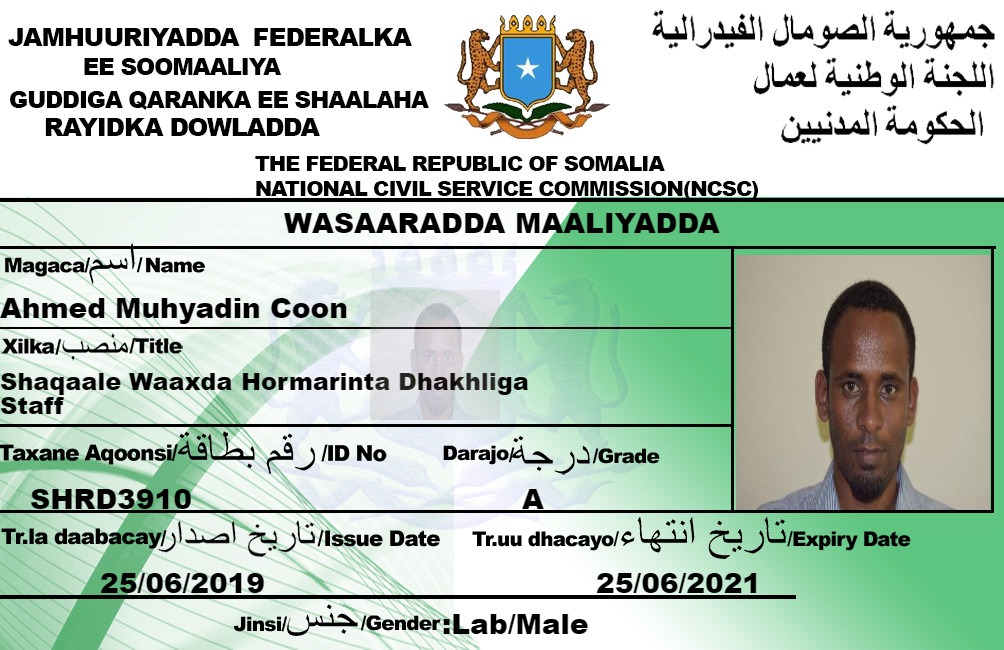 JAMHUURIYADDA FEDERALKA
EE SOOMAALIYA
GUDDIGA QARANKA EE SHAALAHA
RAYIDKA DOWLADDA
جمهورية الصومال الفيدرالية
اللجنة الوطنية لعمال
الحكومة المدنيين
THE FEDERAL REPUBLIC OF SOMALIA
NATIONAL CIVIL SERVICE COMMISSION(NCSC)
WASAARADDA MAALIYADDA
Magaca/اسم/Name
Ahmed Muhyadin Coon
Xilka/منصب/Title
Shaqaale Waaxda Hormarinta Dhakhliga
Staff
Taxane Aqoonsi/رقم بطاقة/ID No
Darajo/درجة/Grade
SHRD3910
A
Tr.la daabacay/تاريخ اصدار/Issue Date
Tr.uu dhacayo/تاريخ انتهاء/Expiry Date
25/06/2019
25/06/2021
Jinsi/جنس/Gender:Lab/Male